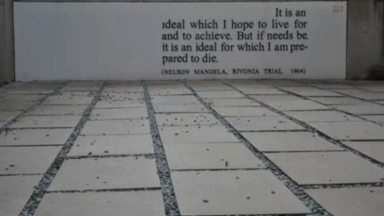 It is an
ideal which I hope to live for
and to achieve. But if needs be,
it is an ideal for which I am pre-
pared to die.
(NELSON MANDELA, RIVONIA TRIAL 1964)